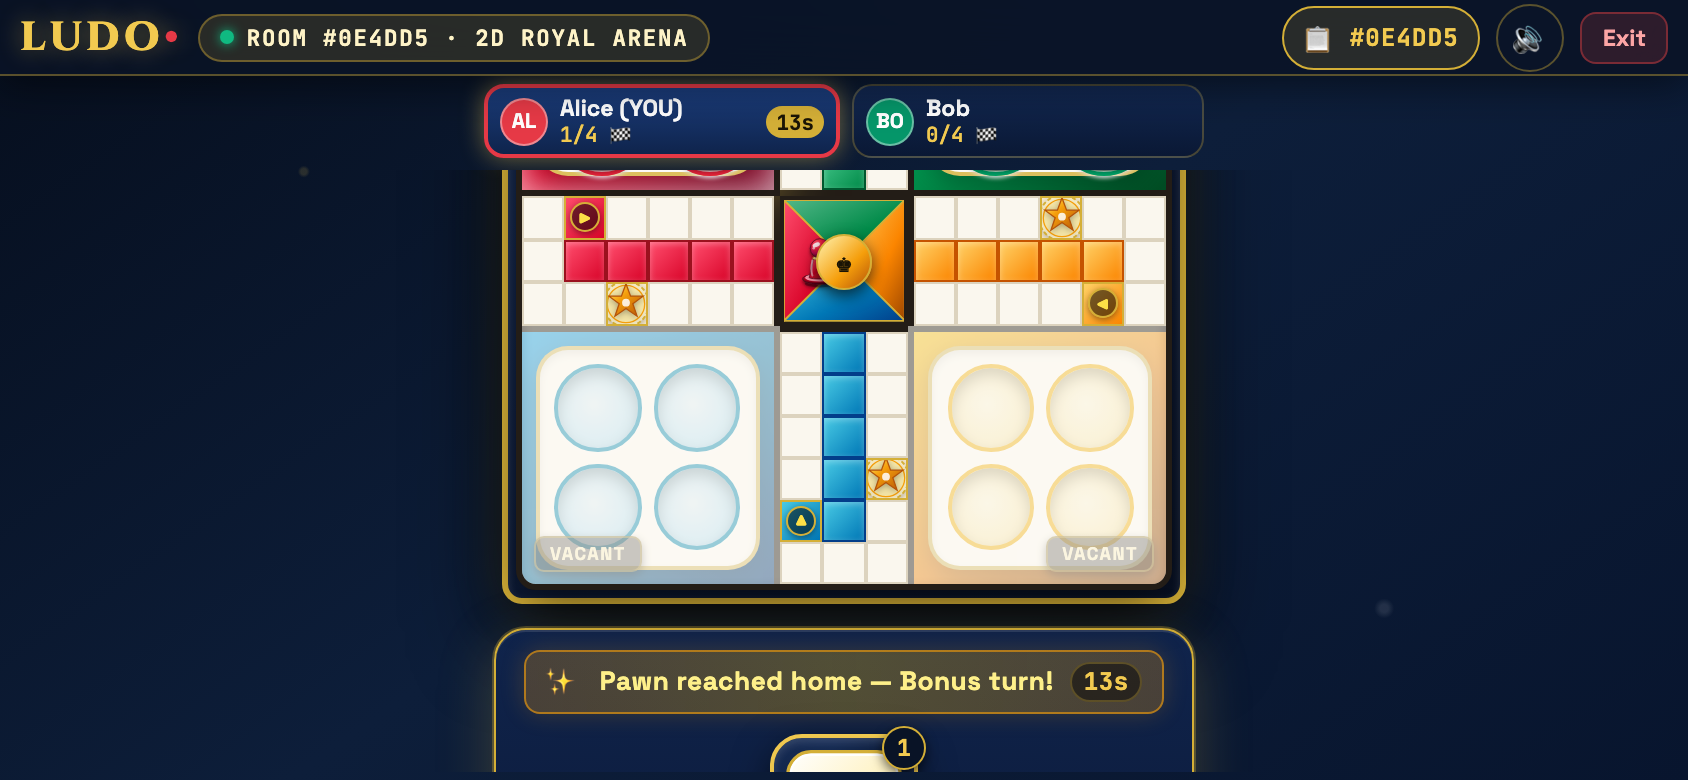 LUDO
ROOM #0E4DD5 · 2D ROYAL ARENA
#0E4DD5
Exit
AL
Alice (YOU)
1/4
13s
BO
Bob
0/4
VACANT
VACANT
Pawn reached home — Bonus turn!
13s
1